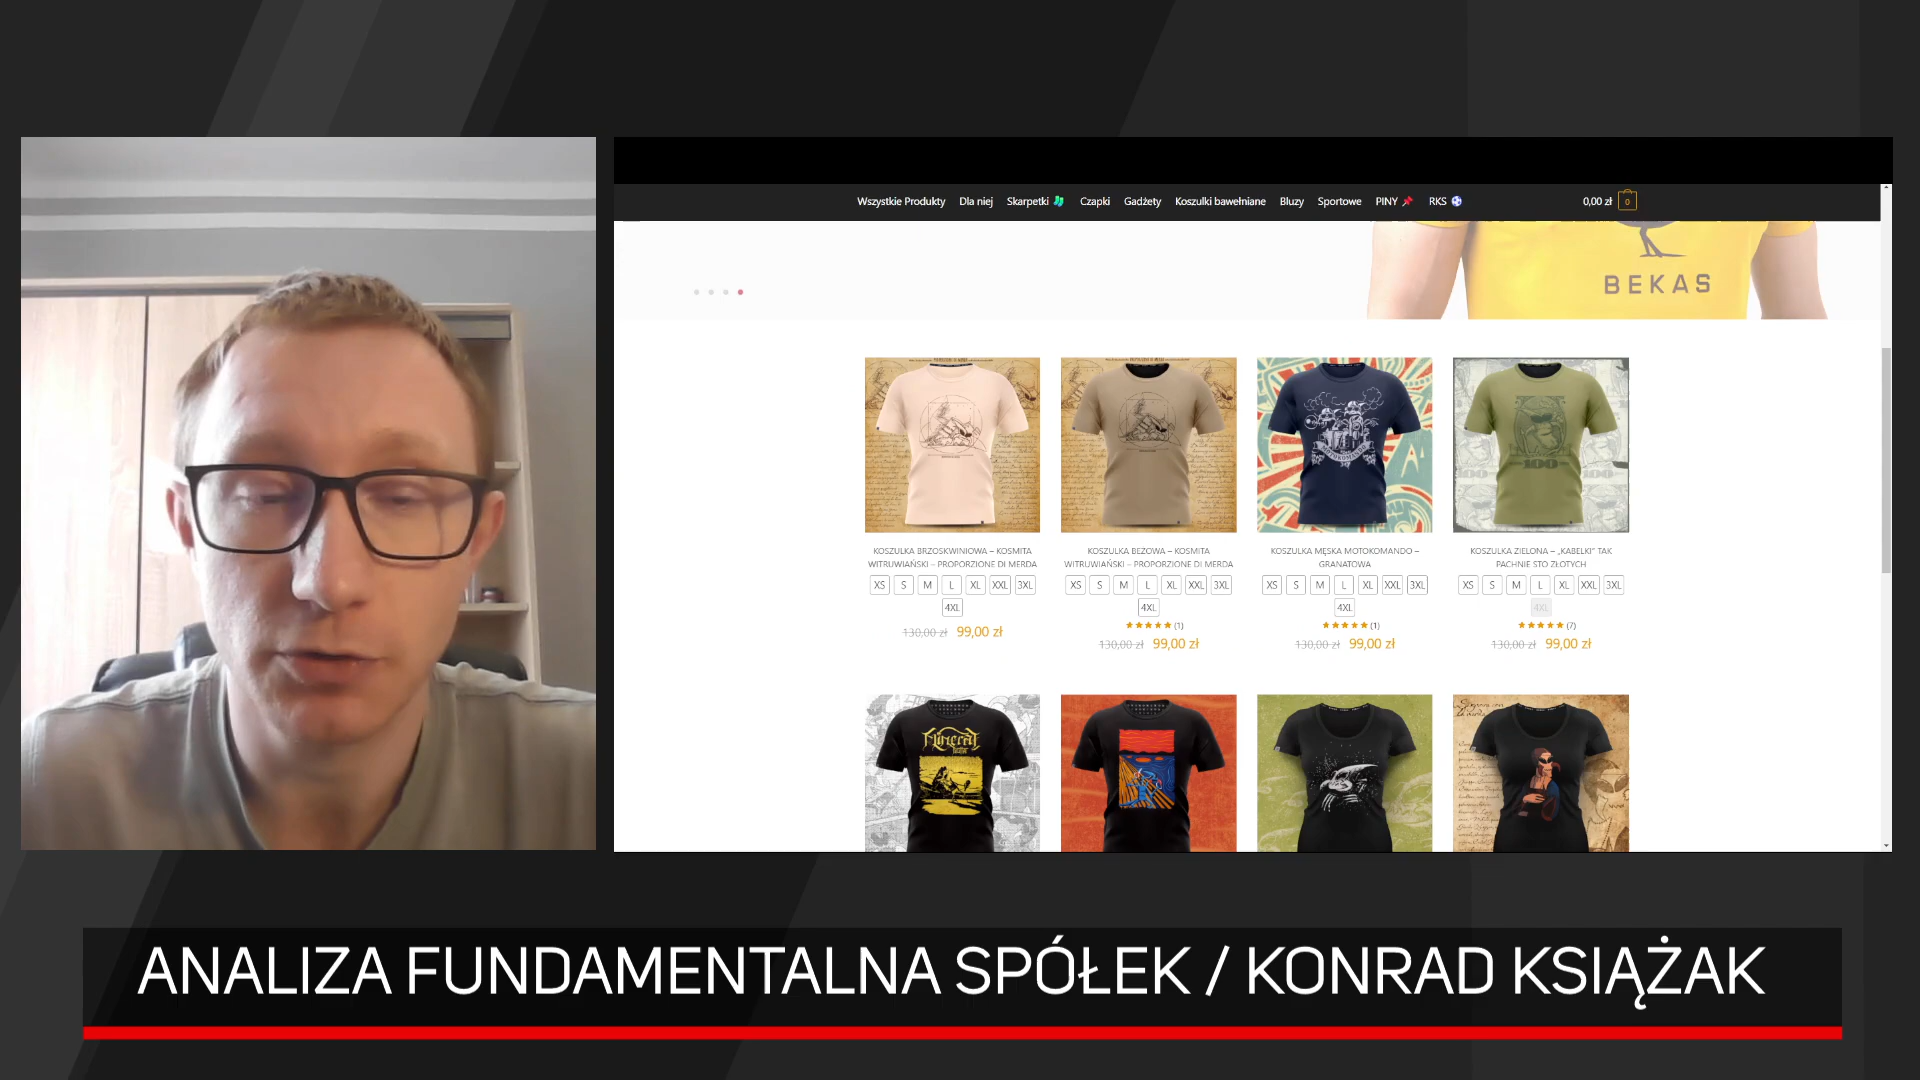 Wszystkie Produkty Dla niej Skarpetki Czapki Gadżety Koszulki bawełniane Bluzy Sportowe PINY RKS 0,00 zł 0
BEKAS
KOSZULKA BRZOSKWINIOWA – KOSMITA
WITRUWIAŃSKI – PROPORZIONE DI MERDA
XS S M L XL XXL 3XL
4XL
130,00 zł 99,00 zł
KOSZULKA BEŻOWA – KOSMITA
WITRUWIAŃSKI – PROPORZIONE DI MERDA
XS S M L XL XXL 3XL
4XL
(1)
130,00 zł 99,00 zł
KOSZULKA MĘSKA MOTOKOMANDO –
GRANATOWA
XS S M L XL XXL 3XL
4XL
(1)
130,00 zł 99,00 zł
100
KOSZULKA ZIELONA – „KABELKI” TAK
PACHNIE STO ZŁOTYCH
XS S M L XL XXL 3XL
4XL
(7)
130,00 zł 99,00 zł
ANALIZA FUNDAMENTALNA SPÓŁEK / KONRAD KSIĄŻAK